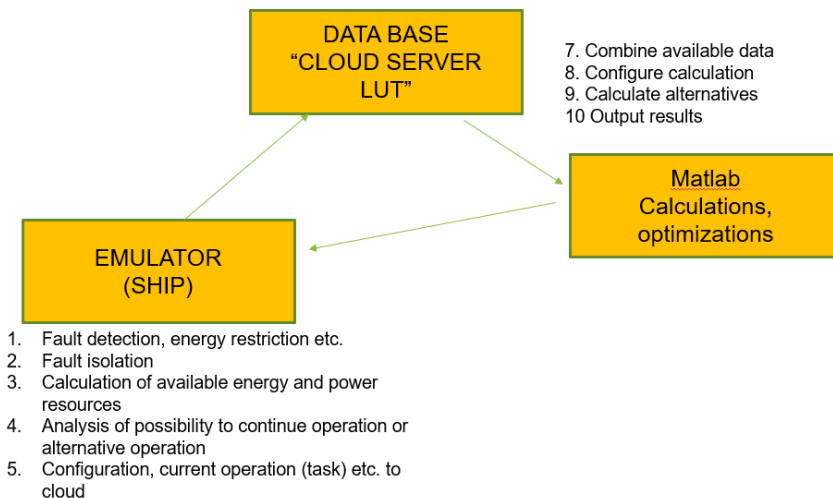 DATA BASE
“CLOUD SERVER
LUT”
7. Combine available data
8. Configure calculation
9. Calculate alternatives
10 Output results
Matlab
Calculations,
optimizations
EMULATOR
(SHIP)
1. Fault detection, energy restriction etc.
2. Fault isolation
3. Calculation of available energy and power
resources
4. Analysis of possibility to continue operation or
alternative operation
5. Configuration, current operation (task) etc. to
cloud